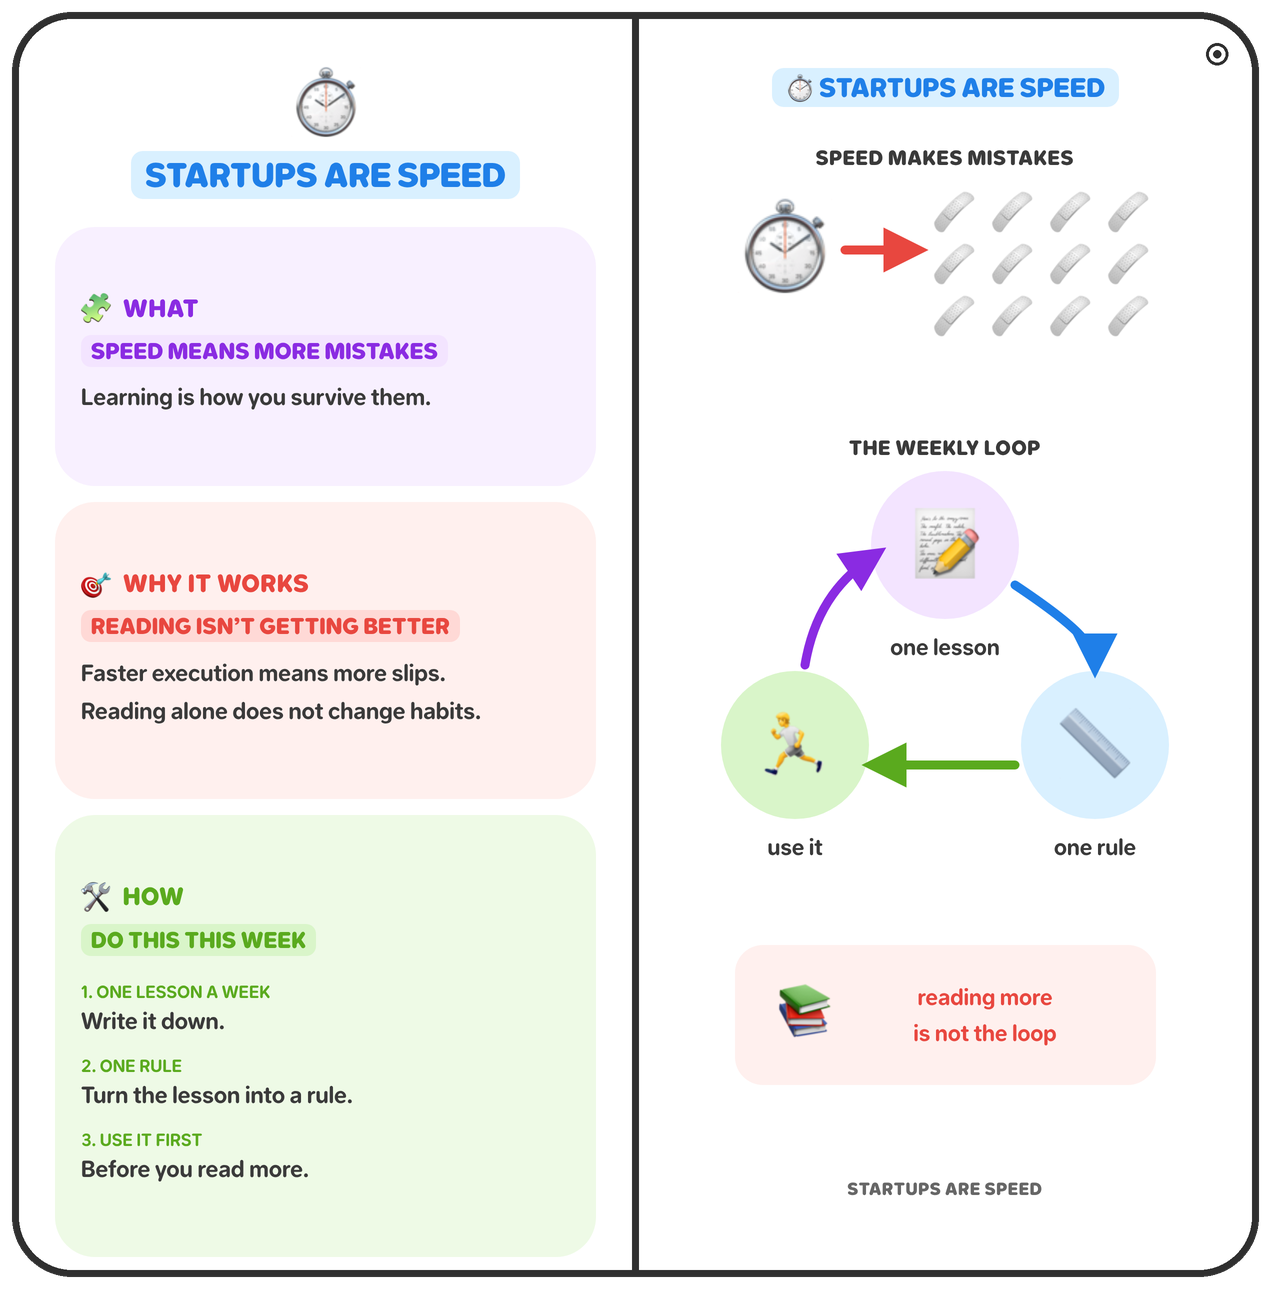 STARTUPS ARE SPEED
WHAT
SPEED MEANS MORE MISTAKES
Learning is how you survive them.
WHY IT WORKS
READING ISN’T GETTING BETTER
Faster execution means more slips.
Reading alone does not change habits.
HOW
DO THIS THIS WEEK
1. ONE LESSON A WEEK
Write it down.
2. ONE RULE
Turn the lesson into a rule.
3. USE IT FIRST
Before you read more.
STARTUPS ARE SPEED
SPEED MAKES MISTAKES
THE WEEKLY LOOP
one lesson
use it
one rule
reading more
is not the loop
STARTUPS ARE SPEED